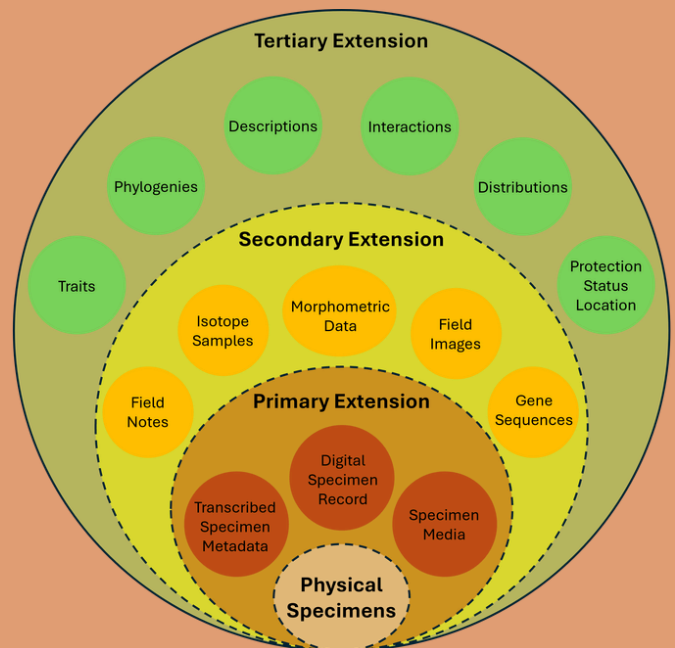 Tertiary Extension
Descriptions
Interactions
Phylogenies
Distributions
Traits
Protection
Status
Location
Secondary Extension
Isotope
Samples
Morphometric
Data
Field
Images
Field
Notes
Gene
Sequences
Primary Extension
Transcribed
Specimen
Metadata
Digital
Specimen
Record
Specimen
Media
Physical
Specimens